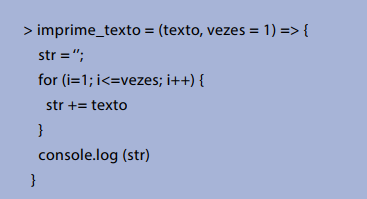 > imprime_texto = (texto, vezes = 1) => {
str = ‘’;
for (i=1; i<=vezes; i++) {
str += texto
}
console.log (str)
}